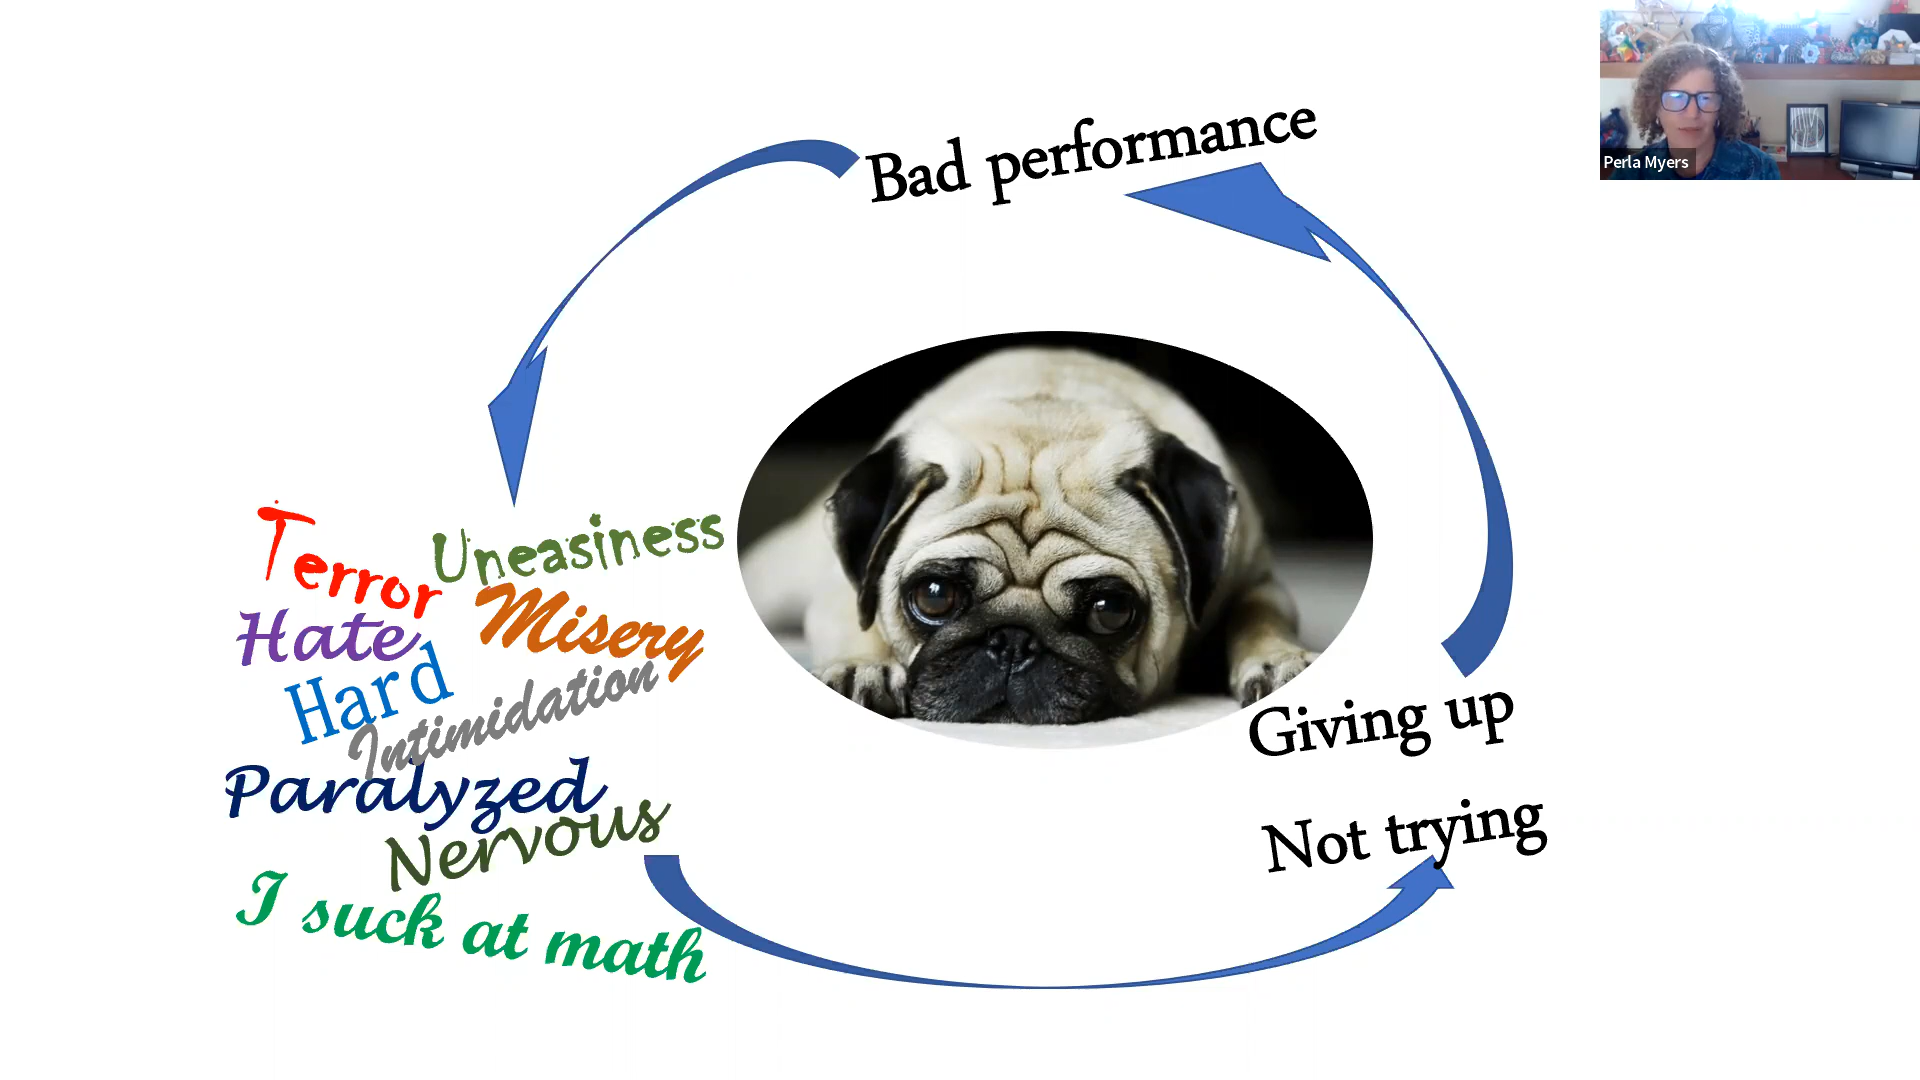 Bad performance
Perla Myers
Terror
Uneasiness
Hate
Misery
Hard
Intimidation
Paralyzed
Nervous
I suck at math
Giving up
Not trying